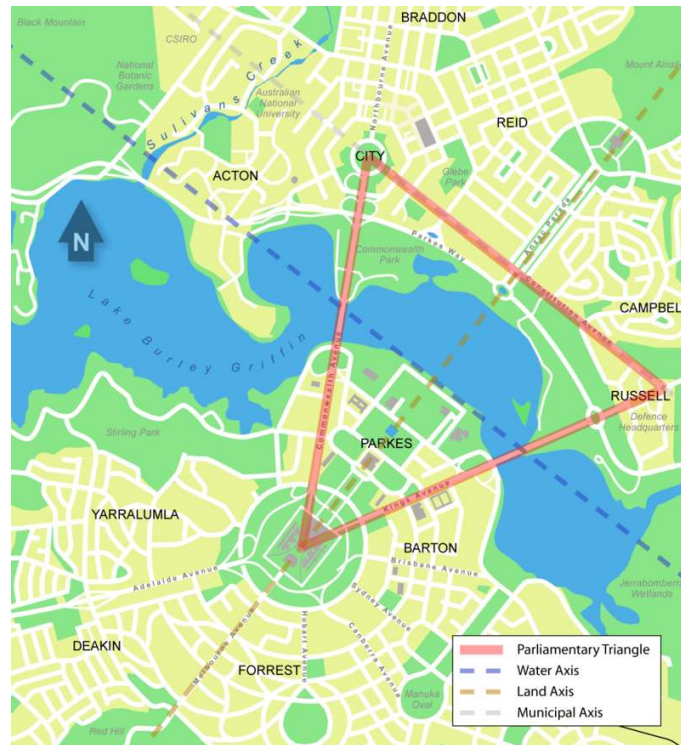 BRADDON
Black Mountain
CSIRO
National
Botanic
Gardens
Sulivans Creek
Australian
National
University
Northbourne Avenue
Mount Ainslie
REID
CITY
ACTON
Glebe
Park
Anzac Parade
Parkes Way
N
Commonwealth
Park
Constitution Avenue
CAMPBEL
Lake Burley Griffin
Commonwealth Avenue
RUSSELL
Defence
Headquarters
Stirling Park
PARKES
Kings Avenue
YARRALUMLA
BARTON
Brisbane Avenue
Adelaide Avenue
Jerrabomberra
Wetlands
Sydney Avenue
Hobart Avenue
DEAKIN
Melbourne Avenue
Canberra Avenue
FORREST
Manuka
Oval
Red Hill
Parliamentary Triangle
Water Axis
Land Axis
Municipal Axis